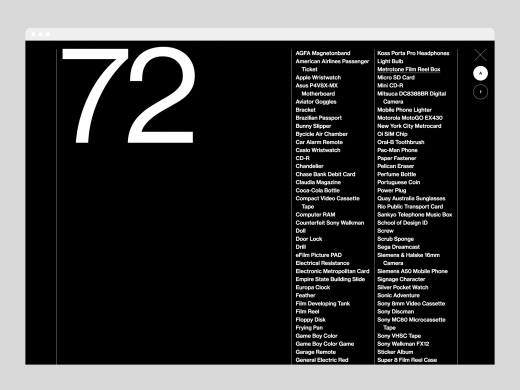 72
AGFA Magnetonband
American Airlines Passenger
Ticket
Apple Wristwatch
Asus P4V8X-MX
Motherboard
Aviator Goggles
Bracket
Brazilian Passport
Bunny Slipper
Bycicle Air Chamber
Car Alarm Remote
Casio Wristwatch
CD-R
Chandelier
Chase Bank Debit Card
Claudia Magazine
Coca-Cola Bottle
Compact Video Cassette
Tape
Computer RAM
Counterfeit Sony Walkman
Doll
Door Lock
Drill
eFilm Picture PAD
Electrical Resistance
Electronic Metropolitan Card
Empire State Building Slide
Europa Clock
Feather
Film Developing Tank
Film Reel
Floppy Disk
Frying Pan
Game Boy Color
Game Boy Color Game
Garage Remote
General Electric Red
Koss Porta Pro Headphones
Light Bulb
Metrotone Film Reel Box
Micro SD Card
Mini CD-R
Mitsuca DC8388BR Digital
Camera
Mobile Phone Lighter
Motorola MotoGO EX430
New York City Metrocard
Oi SIM Chip
Oral-B Toothbrush
Pac-Man Phone
Paper Fastener
Pelican Eraser
Perfume Bottle
Portuguese Coin
Power Plug
Quay Australia Sunglasses
Rio Public Transport Card
Sankyo Telephone Music Box
School of Design ID
Screw
Scrub Sponge
Sega Dreamcast
Siemens & Halske 16mm
Camera
Siemens A50 Mobile Phone
Signage Character
Silver Pocket Watch
Sonic Adventure
Sony 8mm Video Cassette
Sony Discman
Sony MC60 Microcassette
Tape
Sony VHSC Tape
Sony Walkman FX12
Sticker Album
Super 8 Film Reel Case
A